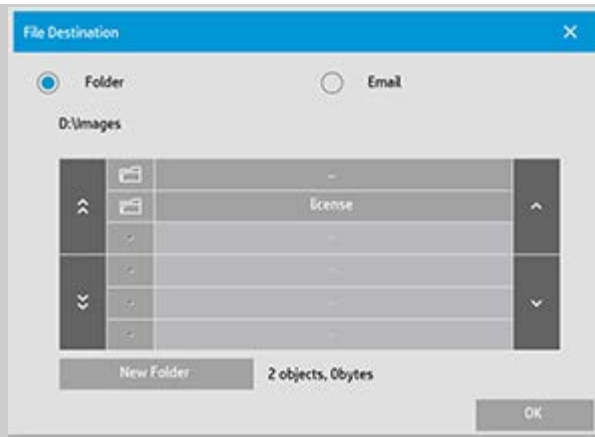 File Destination
Folder
Email
D:\Images
..
license
New Folder
2 objects, 0bytes
OK